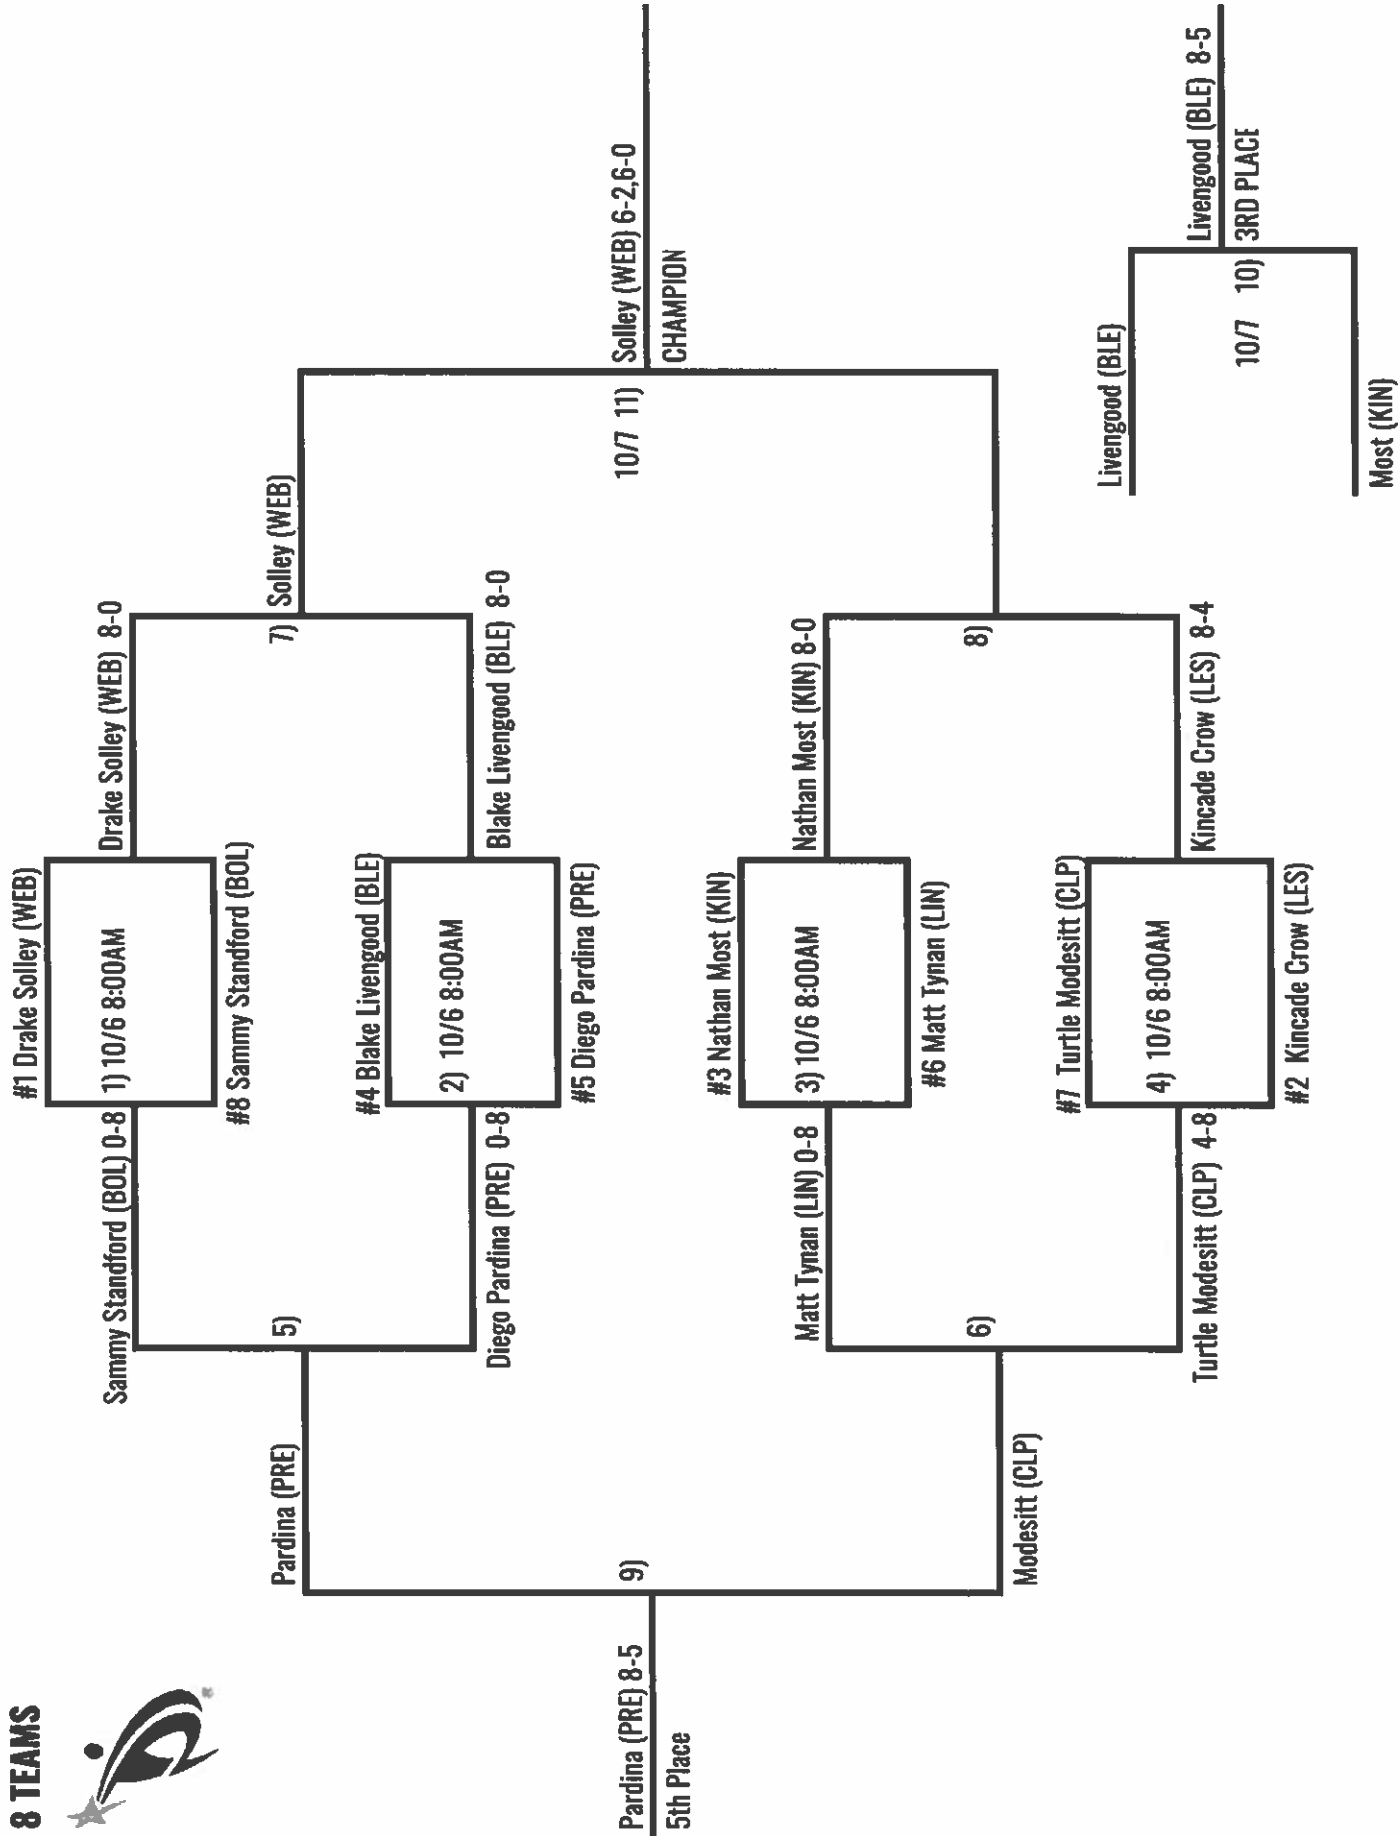 8 TEAMS
#1 Drake Solley (WEB)
1) 10/6 8:00AM
#8 Sammy Standford (BOL)
#4 Blake Livengood (BLE)
2) 10/6 8:00AM
#5 Diego Pardina (PRE)
#3 Nathan Most (KIN)
3) 10/6 8:00AM
#6 Matt Tynan (LIN)
#7 Turtle Modesitt (CLP)
4) 10/6 8:00AM
#2 Kincade Crow (LES)
Drake Solley (WEB) 8-0
7)
Blake Livengood (BLE) 8-0
Nathan Most (KIN) 8-0
8)
Kincade Crow (LES) 8-4
Solley (WEB)
10/7 11)
Solley (WEB) 6-2,6-0
CHAMPION
Livengood (BLE)
10/7 10)
Most (KIN)
Livengood (BLE) 8-5
3RD PLACE
Sammy Standford (BOL) 0-8
5)
Diego Pardina (PRE) 0-8
Matt Tynan (LIN) 0-8
6)
Turtle Modesitt (CLP) 4-8
Pardina (PRE)
9)
Modesitt (CLP)
Pardina (PRE) 8-5
5th Place
®